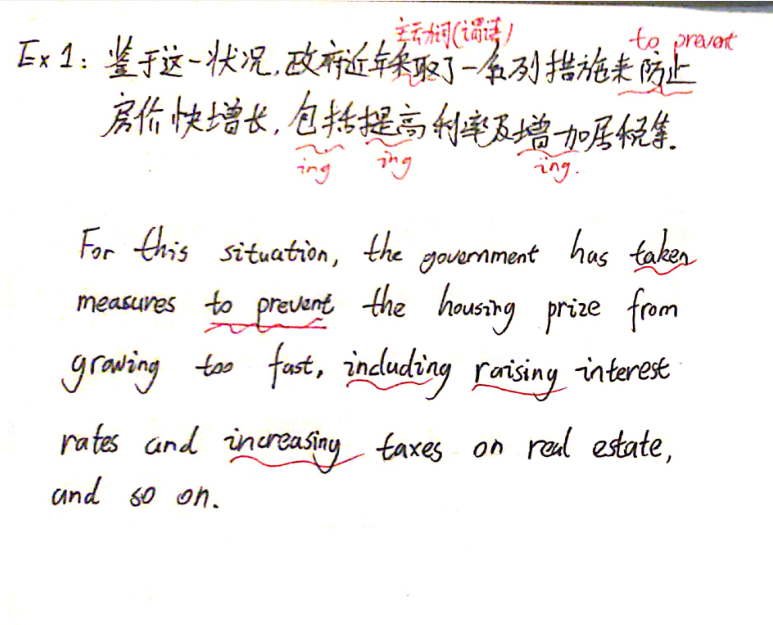 主动词(谓语)
to prevent
Ex 1: 鉴于这一状况,政府近年采取了一系列措施来防止
房价快增长,包括提高利率及增加房税等.
ing ing ing.
For this situation, the government has taken
measures to prevent the housing prize from
growing too fast, including raising interest
rates and increasing taxes on real estate,
and so on.